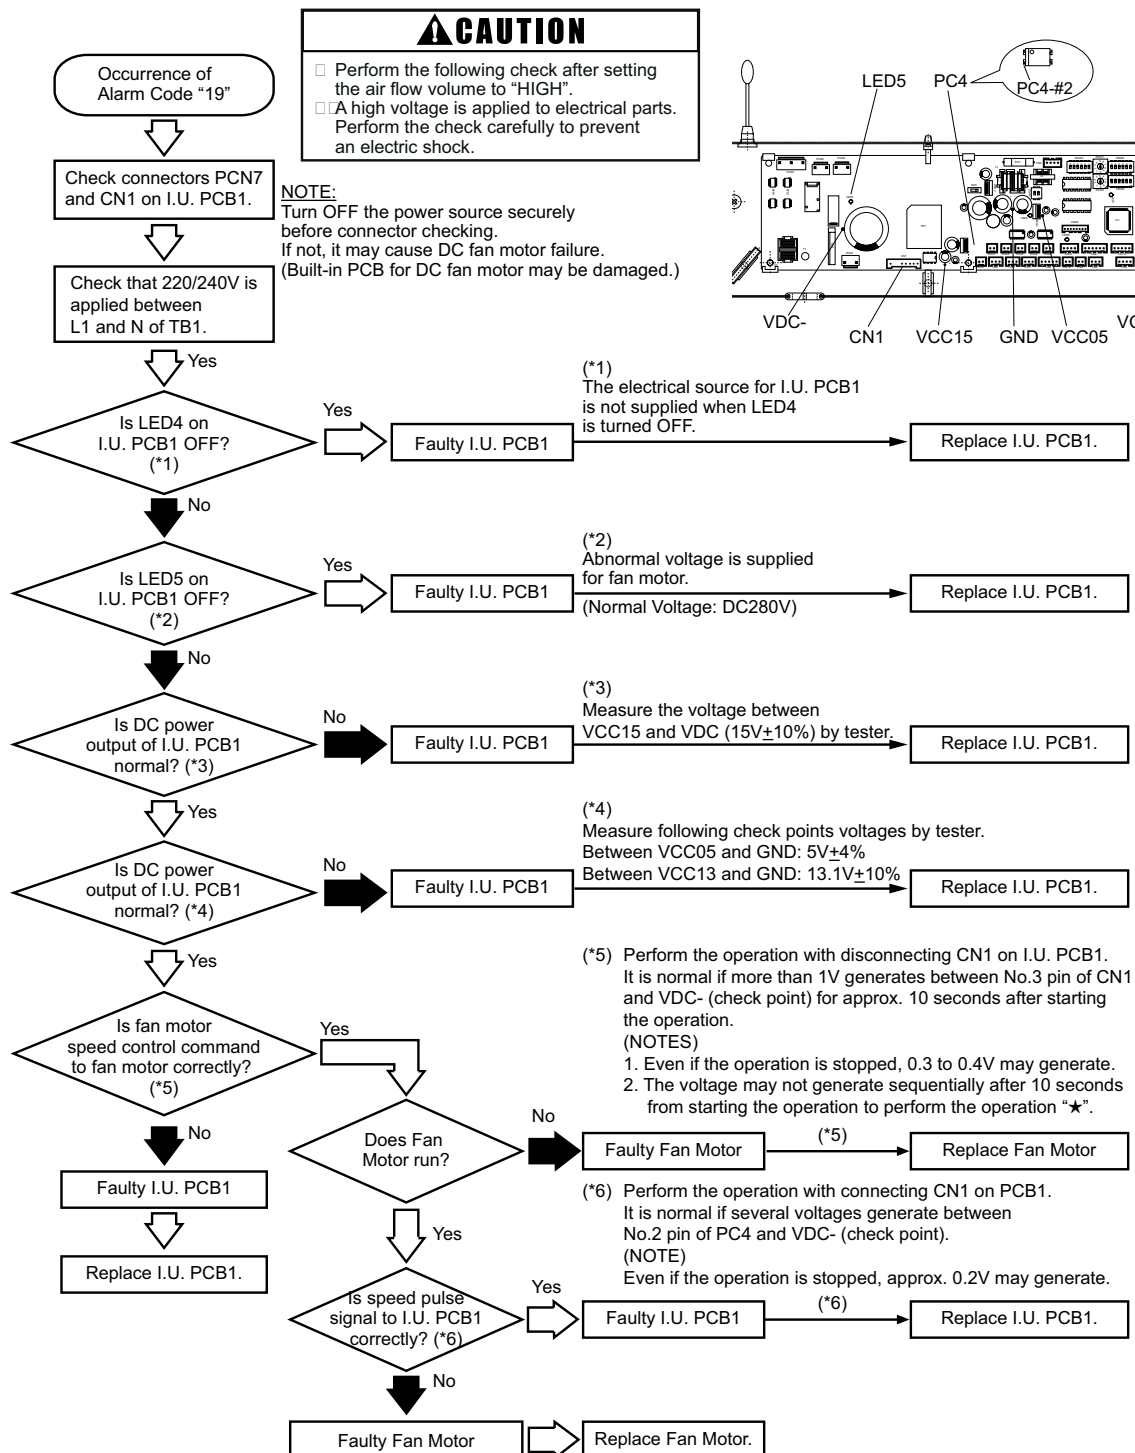 CAUTION
Perform the following check after setting
the air flow volume to "HIGH".
A high voltage is applied to electrical parts.
Perform the check carefully to prevent
an electric shock.
Occurrence of
Alarm Code "19"
Check connectors PCN7
and CN1 on I.U. PCB1.
NOTE:
Turn OFF the power source securely
before connector checking.
If not, it may cause DC fan motor failure.
(Built-in PCB for DC fan motor may be damaged.)
LED5
PC4
PC4-#2
VDC-
CN1
VCC15
GND
VCC05
VC
Check that 220/240V is
applied between
L1 and N of TB1.
Yes
Is LED4 on
I.U. PCB1 OFF?
(*1)
Yes
Faulty I.U. PCB1
(*1)
The electrical source for I.U. PCB1
is not supplied when LED4
is turned OFF.
Replace I.U. PCB1.
No
Is LED5 on
I.U. PCB1 OFF?
(*2)
Yes
Faulty I.U. PCB1
(*2)
Abnormal voltage is supplied
for fan motor.
(Normal Voltage: DC280V)
Replace I.U. PCB1.
No
Is DC power
output of I.U. PCB1
normal? (*3)
No
Faulty I.U. PCB1
(*3)
Measure the voltage between
VCC15 and VDC (15V±10%) by tester.
Replace I.U. PCB1.
Yes
Is DC power
output of I.U. PCB1
normal? (*4)
No
Faulty I.U. PCB1
(*4)
Measure following check points voltages by tester.
Between VCC05 and GND: 5V±4%
Between VCC13 and GND: 13.1V±10%
Replace I.U. PCB1.
Yes
Is fan motor
speed control command
to fan motor correctly?
(*5)
Yes
(*5) Perform the operation with disconnecting CN1 on I.U. PCB1.
It is normal if more than 1V generates between No.3 pin of CN1
and VDC- (check point) for approx. 10 seconds after starting
the operation.
(NOTES)
1. Even if the operation is stopped, 0.3 to 0.4V may generate.
2. The voltage may not generate sequentially after 10 seconds
from starting the operation to perform the operation "★".
No
Faulty I.U. PCB1
Replace I.U. PCB1.
Does Fan
Motor run?
No
Faulty Fan Motor
(*5)
Replace Fan Motor
Yes
(*6) Perform the operation with connecting CN1 on PCB1.
It is normal if several voltages generate between
No.2 pin of PC4 and VDC- (check point).
(NOTE)
Even if the operation is stopped, approx. 0.2V may generate.
Is speed pulse
signal to I.U. PCB1
correctly? (*6)
Yes
Faulty I.U. PCB1
(*6)
Replace I.U. PCB1.
No
Faulty Fan Motor
Replace Fan Motor.